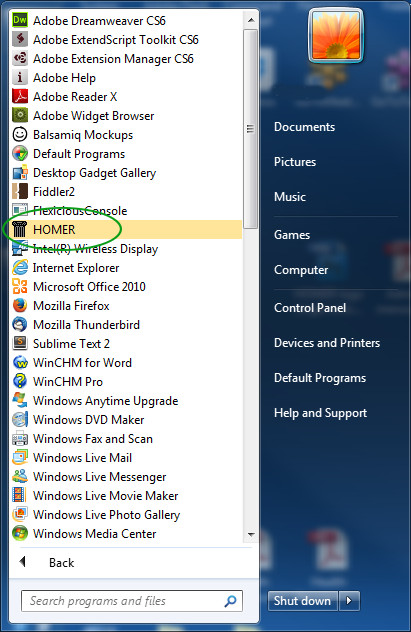 Adobe Dreamweaver CS6
Adobe ExtendScript Toolkit CS6
Adobe Extension Manager CS6
Adobe Help
Adobe Reader X
Adobe Widget Browser
Balsamiq Mockups
Default Programs
Desktop Gadget Gallery
Fiddler2
FlexiciousConsole
HOMER
Intel(R) Wireless Display
Internet Explorer
Microsoft Office 2010
Mozilla Firefox
Mozilla Thunderbird
Sublime Text 2
WinCHM for Word
WinCHM Pro
Windows Anytime Upgrade
Windows DVD Maker
Windows Fax and Scan
Windows Live Mail
Windows Live Messenger
Windows Live Movie Maker
Windows Live Photo Gallery
Windows Media Center
Back
Search programs and files
Documents
Pictures
Music
Games
Computer
Control Panel
Devices and Printers
Default Programs
Help and Support
Shut down